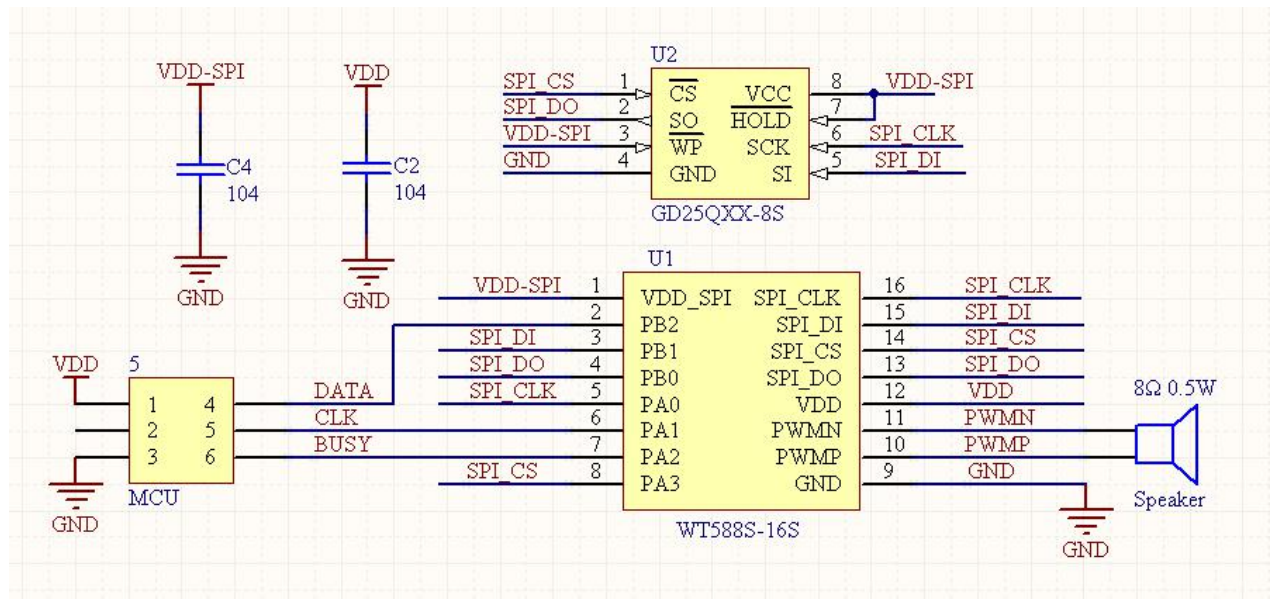 VDD-SPI
C4
104
GND
VDD
C2
104
GND
U2
SPI_CS 1 CS VCC 8 VDD-SPI
SPI_DO 2 SO HOLD 7
VDD-SPI 3 WP SCK 6 SPI_CLK
GND 4 GND SI 5 SPI_DI
GD25QXX-8S
U1
VDD-SPI 1 VDD_SPI SPI_CLK 16 SPI_CLK
2 PB2 SPI_DI 15 SPI_DI
SPI_DI 3 PB1 SPI_CS 14 SPI_CS
SPI_DO 4 PB0 SPI_DO 13 SPI_DO
SPI_CLK 5 PA0 VDD 12 VDD
6 PA1 PWMN 11 PWMN
7 PA2 PWMP 10 PWMP
SPI_CS 8 PA3 GND 9 GND
WT588S-16S
VDD
5
1 4 DATA
2 5 CLK
3 6 BUSY
MCU
GND
8Ω 0.5W
Speaker
GND